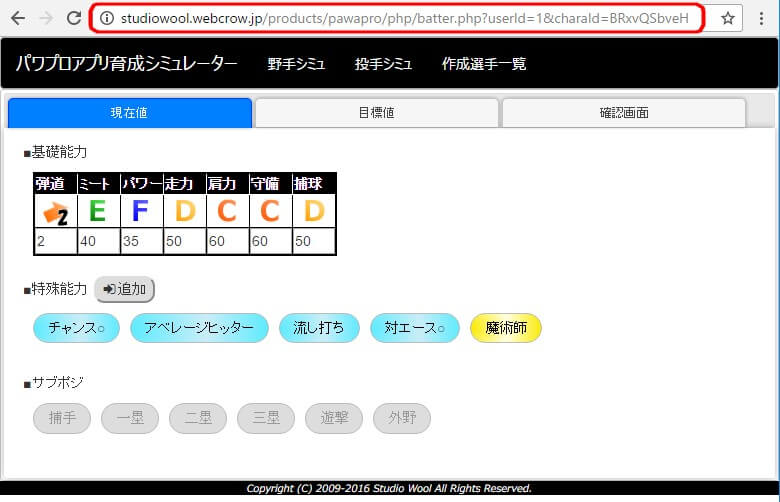 studiowool.webcrow.jp/products/pawapro/php/batter.php?userId=1&charaId=BRxvQSbveH
パワプロアプリ育成シミュレーター 野手シミュ 投手シミュ 作成選手一覧
現在値 目標値 確認画面
■基礎能力
弾道 ミート パワー 走力 肩力 守備 捕球
2 E F D C C D
2 40 35 50 60 60 50
■特殊能力 追加
チャンス○ アベレージヒッター 流し打ち 対エース○ 魔術師
■サブポジ
捕手 一塁 二塁 三塁 遊撃 外野
Copyright (C) 2009-2016 Studio Wool All Rights Reserved.